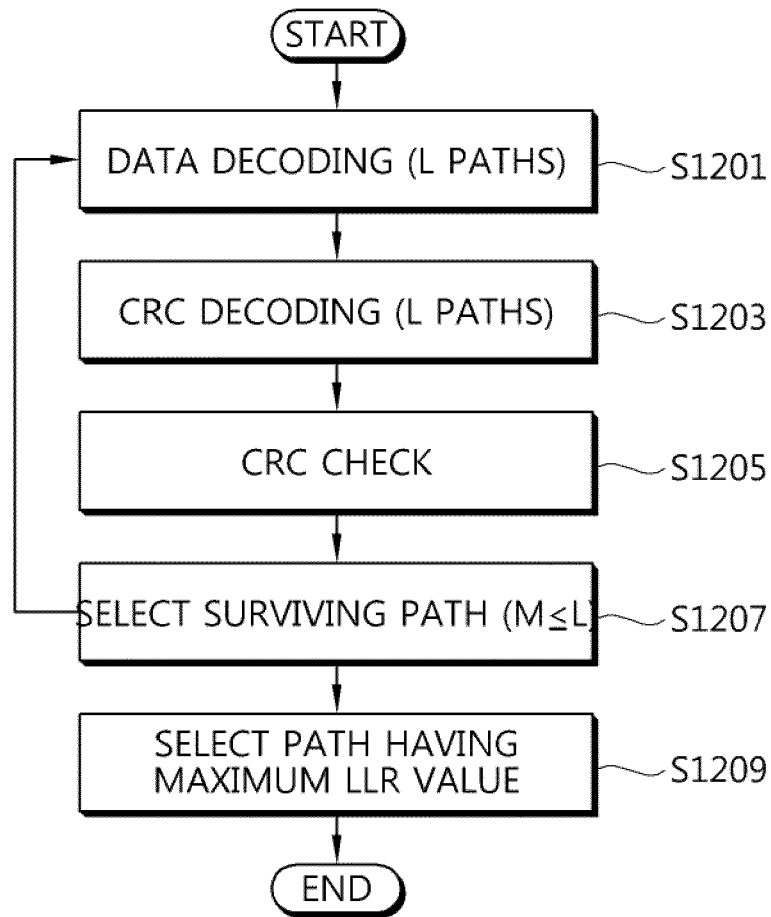 START
DATA DECODING (L PATHS)
S1201
CRC DECODING (L PATHS)
S1203
CRC CHECK
S1205
SELECT SURVIVING PATH (M≤L)
S1207
SELECT PATH HAVING
MAXIMUM LLR VALUE
S1209
END